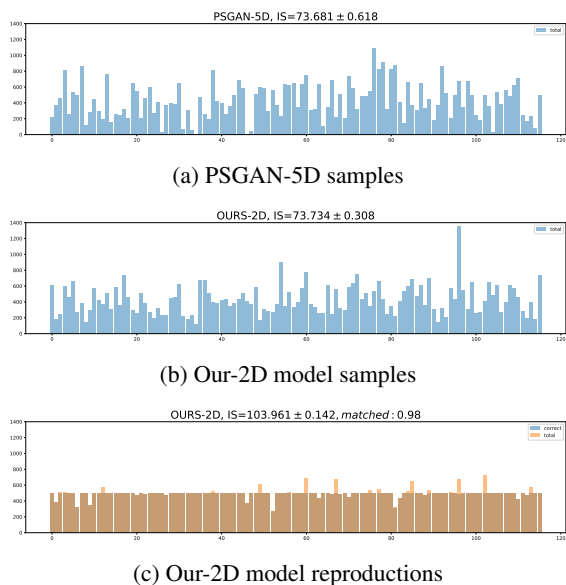 PSGAN-5D, IS=73.681 ± 0.618
1400
1200
1000
800
600
400
200
0
total
0 20 40 60 80 100 120
(a) PSGAN-5D samples
OURS-2D, IS=73.734 ± 0.308
1400
1200
1000
800
600
400
200
0
total
0 20 40 60 80 100 120
(b) Our-2D model samples
OURS-2D, IS=103.961 ± 0.142, matched : 0.98
1400
1200
1000
800
600
400
200
0
correct
total
0 20 40 60 80 100 120
(c) Our-2D model reproductions